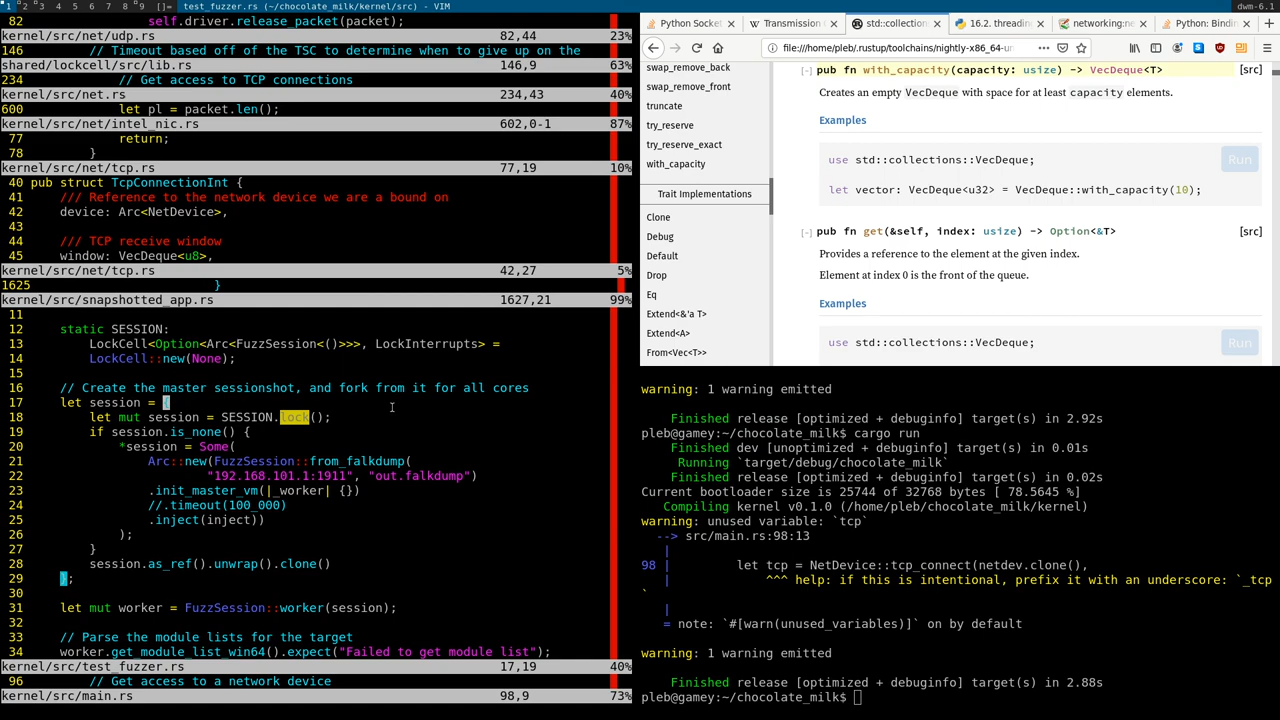 1 2 3 4 5 6 7 8 9 []= test_fuzzer.rs (~/chocolate_milk/kernel/src) - VIM
dwm-6.1
82 self.driver.release_packet(packet);
kernel/src/net/udp.rs 82,44 23%
146 // Timeout based off of the TSC to determine when to give up on the
shared/lockcell/src/lib.rs 146,9 63%
234 // Get access to TCP connections
kernel/src/net.rs 234,43 40%
600 let pl = packet.len();
kernel/src/net/intel_nic.rs 602,0-1 87%
77 return;
78 }
kernel/src/net/tcp.rs 77,19 10%
40 pub struct TcpConnectionInt {
41 /// Reference to the network device we are a bound on
42 device: Arc<NetDevice>,
43
44 /// TCP receive window
45 window: VecDeque<u8>,
kernel/src/net/tcp.rs 42,27 5%
1625 }
kernel/src/snapshotted_app.rs 1627,21 99%
11
12 static SESSION:
13 LockCell<Option<Arc<FuzzSession<()>>>, LockInterrupts> =
14 LockCell::new(None);
15
16 // Create the master sessionshot, and fork from it for all cores
17 let session = {
18 let mut session = SESSION.lock();
19 if session.is_none() {
20 *session = Some(
21 Arc::new(FuzzSession::from_falkdump(
22 "192.168.101.1:1911", "out.falkdump")
23 .init_master_vm(|_worker| {})
24 //.timeout(100_000)
25 .inject(inject))
26 );
27 }
28 session.as_ref().unwrap().clone()
29 };
30
31 let mut worker = FuzzSession::worker(session);
32
33 // Parse the module lists for the target
34 worker.get_module_list_win64().expect("Failed to get module list");
kernel/src/test_fuzzer.rs 17,19 40%
96 // Get access to a network device
kernel/src/main.rs 98,9 73%
Python Socket × Transmission × std::collection × 16.2. threadin × networking:ne × Python: Bindin × +
file:///home/pleb/.rustup/toolchains/nightly-x86_64-un
swap_remove_back
swap_remove_front
truncate
try_reserve
try_reserve_exact
with_capacity
Trait Implementations
Clone
Debug
Default
Drop
Eq
Extend<&'a T>
Extend<A>
From<Vec<T>>
[-] pub fn with_capacity(capacity: usize) -> VecDeque<T> [src]
Creates an empty VecDeque with space for at least capacity elements.
Examples
use std::collections::VecDeque;
Run
let vector: VecDeque<u32> = VecDeque::with_capacity(10);
[-] pub fn get(&self, index: usize) -> Option<&T> [src]
Provides a reference to the element at the given index.
Element at index 0 is the front of the queue.
Examples
use std::collections::VecDeque;
Run
warning: 1 warning emitted
Finished release [optimized + debuginfo] target(s) in 2.92s
pleb@gamey:~/chocolate_milk$ cargo run
Finished dev [unoptimized + debuginfo] target(s) in 0.01s
Running `target/debug/chocolate_milk`
Finished release [optimized + debuginfo] target(s) in 0.02s
Current bootloader size is 25744 of 32768 bytes [ 78.5645 %]
Compiling kernel v0.1.0 (/home/pleb/chocolate_milk/kernel)
warning: unused variable: `tcp`
--> src/main.rs:98:13
|
98 | let tcp = NetDevice::tcp_connect(netdev.clone(),
| ^^^ help: if this is intentional, prefix it with an underscore: `_tcp
`
|
= note: `#[warn(unused_variables)]` on by default
warning: 1 warning emitted
Finished release [optimized + debuginfo] target(s) in 2.88s
pleb@gamey:~/chocolate_milk$